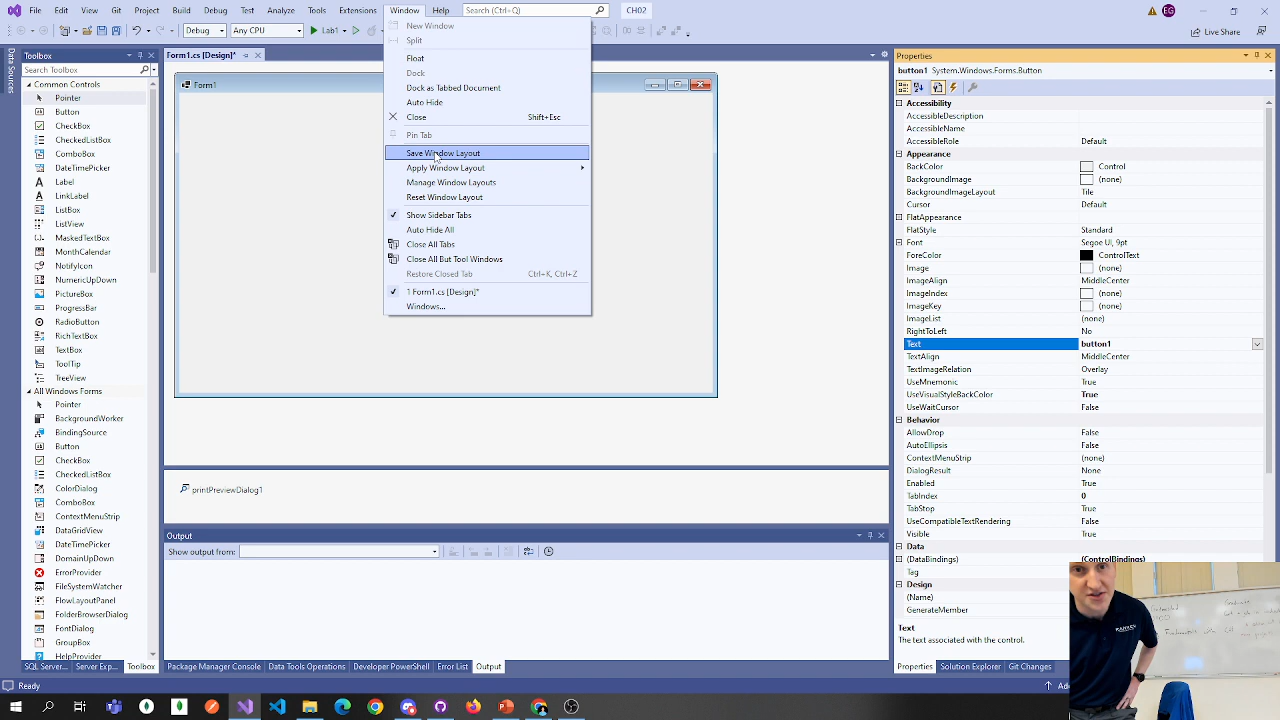 File Edit View Git Project Build Debug Test Analyze Tools Extensions Window Help Search (Ctrl+Q) CH02 EG
Debug Any CPU Lab1 Live Share
Data Sources
Toolbox
Search Toolbox
Common Controls
Pointer
Button
CheckBox
CheckedListBox
ComboBox
DateTimePicker
Label
LinkLabel
ListBox
ListView
MaskedTextBox
MonthCalendar
NotifyIcon
NumericUpDown
PictureBox
ProgressBar
RadioButton
RichTextBox
TextBox
ToolTip
TreeView
All Windows Forms
Pointer
BackgroundWorker
BindingSource
Button
CheckBox
CheckedListBox
ColorDialog
ComboBox
ContextMenuStrip
DataGridView
DateTimePicker
DomainUpDown
ErrorProvider
FileSystemWatcher
FlowLayoutPanel
FolderBrowserDialog
FontDialog
GroupBox
HelpProvider
SQL Server... Server Exp... Toolbox
Form1.cs [Design]*
Form1
New Window
Split
Float
Dock
Dock as Tabbed Document
Auto Hide
Close Shift+Esc
Pin Tab
Save Window Layout
Apply Window Layout
Manage Window Layouts
Reset Window Layout
Show Sidebar Tabs
Auto Hide All
Close All Tabs
Close All But Tool Windows
Restore Closed Tab Ctrl+K, Ctrl+Z
1 Form1.cs [Design]*
Windows...
printPreviewDialog1
Output
Show output from:
Package Manager Console Data Tools Operations Developer PowerShell Error List Output
Properties
button1 System.Windows.Forms.Button
Accessibility
AccessibleDescription
AccessibleName
AccessibleRole Default
Appearance
BackColor Control
BackgroundImage (none)
BackgroundImageLayout Tile
Cursor Default
FlatAppearance
FlatStyle Standard
Font Segoe UI, 9pt
ForeColor ControlText
Image (none)
ImageAlign MiddleCenter
ImageIndex (none)
ImageKey (none)
ImageList (none)
RightToLeft No
Text button1
TextAlign MiddleCenter
TextImageRelation Overlay
UseMnemonic True
UseVisualStyleBackColor True
UseWaitCursor False
Behavior
AllowDrop False
AutoEllipsis False
ContextMenuStrip (none)
DialogResult None
Enabled True
TabIndex 0
TabStop True
UseCompatibleTextRendering False
Visible True
Data
(DataBindings) (ControlBindings)
Tag
Design
(Name)
GenerateMember
Text
The text associated with the control.
Properties Solution Explorer Git Changes
Ready